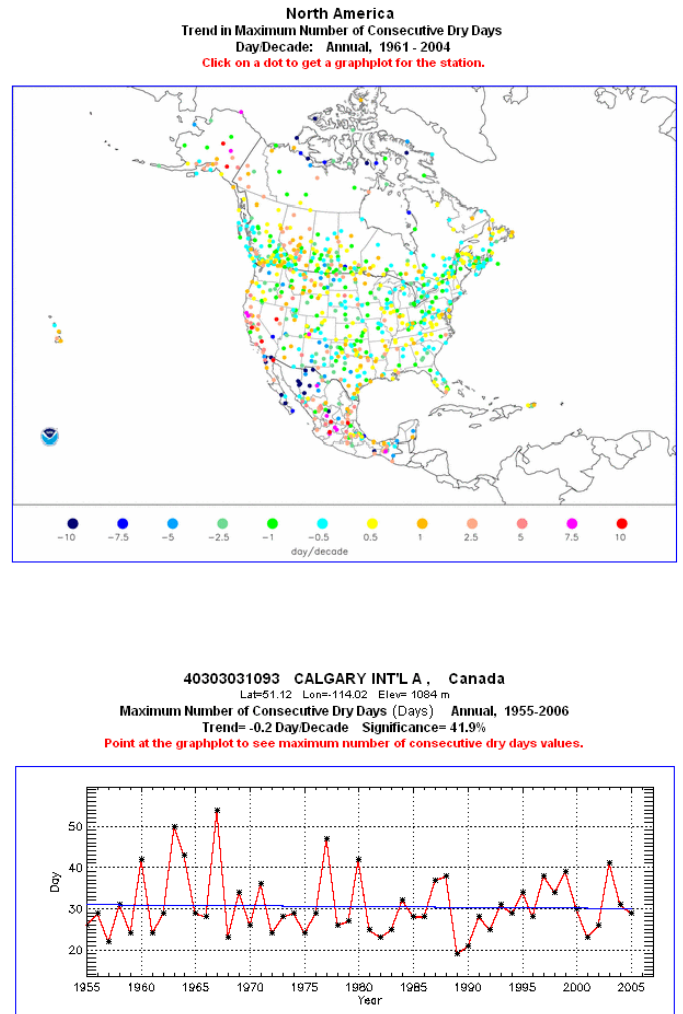 North America
Trend in Maximum Number of Consecutive Dry Days
Day/Decade: Annual, 1961 - 2004
Click on a dot to get a graphplot for the station.
-10 -7.5 -5 -2.5 -1 -0.5 0.5 1 2.5 5 7.5 10
day/decade
40303031093 CALGARY INT'L A , Canada
Lat=51.12 Lon=-114.02 Elev= 1084 m
Maximum Number of Consecutive Dry Days (Days) Annual, 1955-2006
Trend= -0.2 Day/Decade Significance= 41.9%
Point at the graphplot to see maximum number of consecutive dry days values.
50
40
Day
30
20
1955 1960 1965 1970 1975 1980 1985 1990 1995 2000 2005
Year